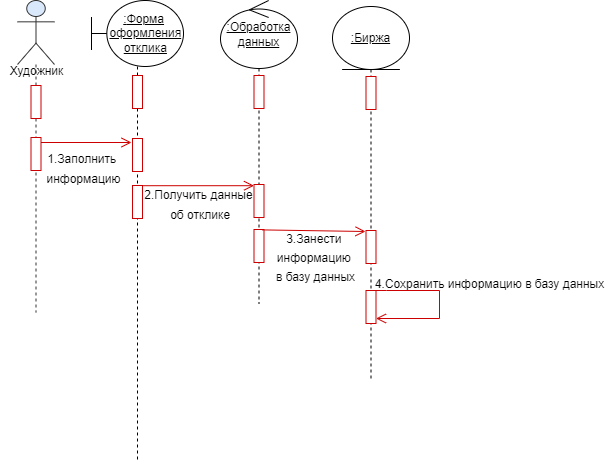 :Форма
оформления
отклика
:Обработка
данных
:Биржа
Художник
1.Заполнить
информацию
2.Получить данные
об отклике
3.Занести
информацию
в базу данных
4.Сохранить информацию в базу данных